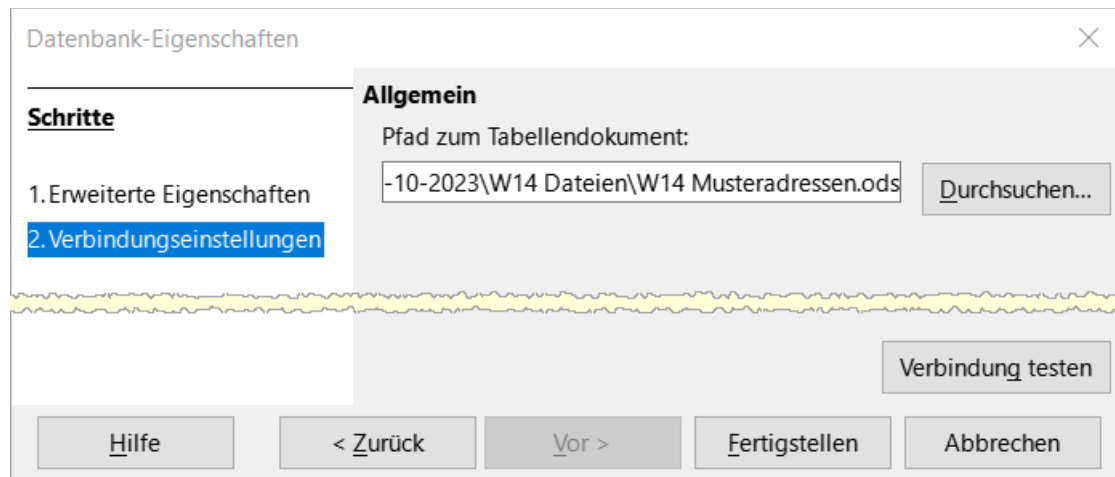 Datenbank-Eigenschaften
Schritte
1. Erweiterte Eigenschaften
2. Verbindungseinstellungen
Allgemein
Pfad zum Tabellendokument:
-10-2023\W14 Dateien\W14 Musteradressen.ods
Durchsuchen...
Verbindung testen
Hilfe
< Zurück
Vor >
Fertigstellen
Abbrechen